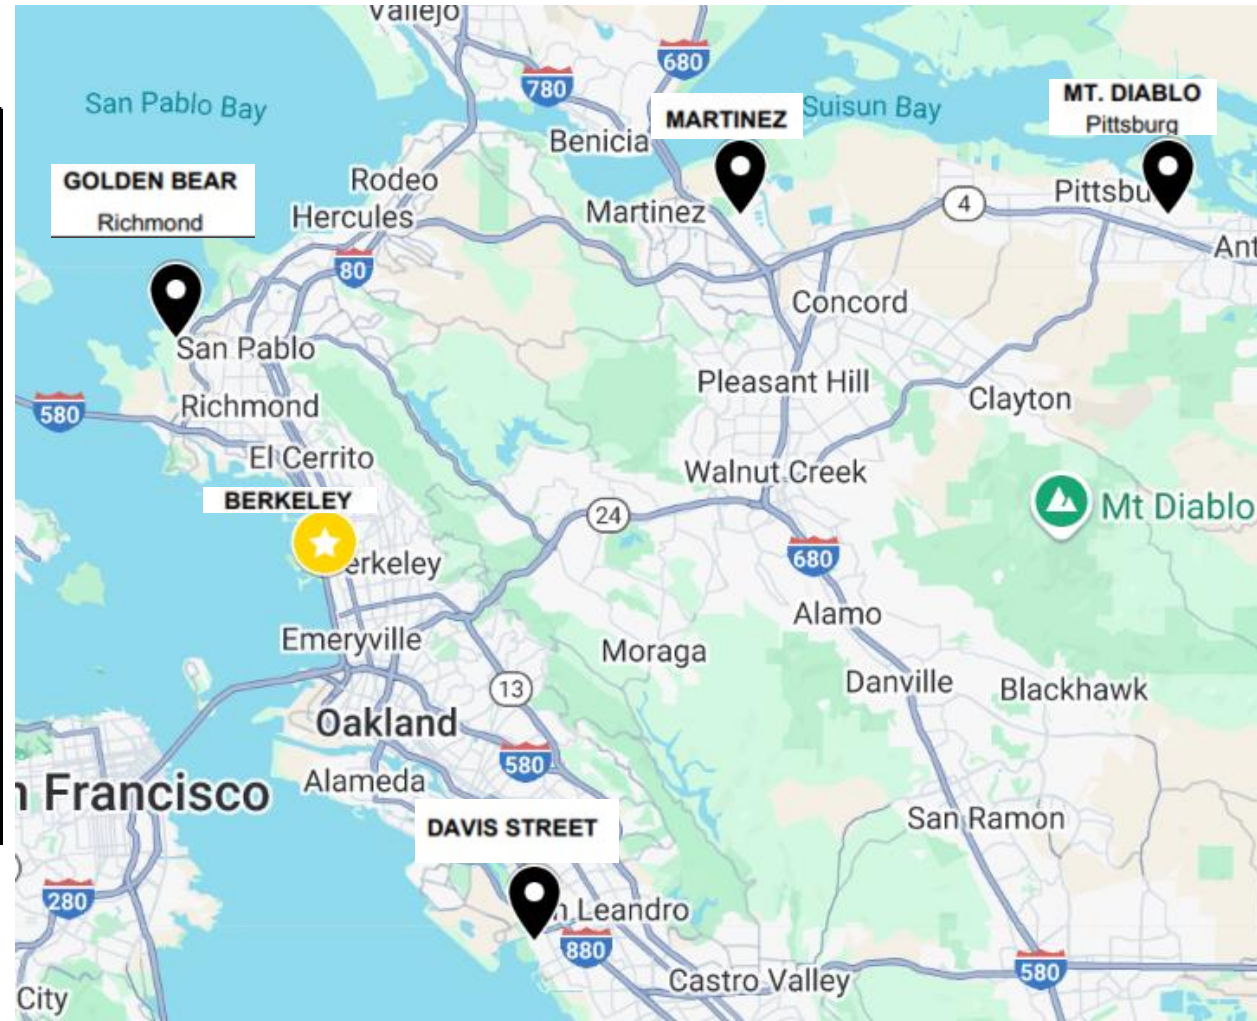 Vallejo
680
780
San Pablo Bay
MARTINEZ
Suisun Bay
MT. DIABLO
Pittsburg
Benicia
GOLDEN BEAR
Richmond
Rodeo
Hercules
Martinez
4
Pittsbu
Ant
80
Concord
San Pablo
Pleasant Hill
Clayton
580
Richmond
El Cerrito
Walnut Creek
BERKELEY
24
Mt Diablo
erkeley
680
Alamo
Emeryville
Moraga
13
Danville
Blackhawk
Oakland
580
Alameda
n Francisco
San Ramon
DAVIS STREET
280
n Leandro
880
Castro Valley
580
City